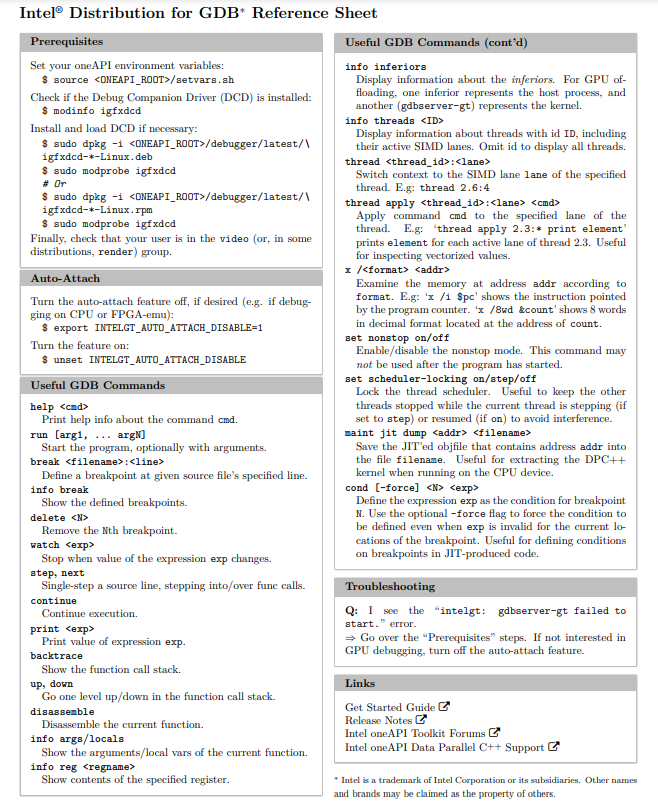 Intel® Distribution for GDB* Reference Sheet
Prerequisites
Set your oneAPI environment variables:
$ source <ONEAPI_ROOT>/setvars.sh
Check if the Debug Companion Driver (DCD) is installed:
$ modinfo igfxdcd
Install and load DCD if necessary:
$ sudo dpkg -i <ONEAPI_ROOT>/debugger/latest/\
igfxdcd-*-Linux.deb
$ sudo modprobe igfxdcd
# Or
$ sudo dpkg -i <ONEAPI_ROOT>/debugger/latest/\
igfxdcd-*-Linux.rpm
$ sudo modprobe igfxdcd
Finally, check that your user is in the video (or, in some
distributions, render) group.
Auto-Attach
Turn the auto-attach feature off, if desired (e.g. if debug-
ging on CPU or FPGA-emu):
$ export INTELGT_AUTO_ATTACH_DISABLE=1
Turn the feature on:
$ unset INTELGT_AUTO_ATTACH_DISABLE
Useful GDB Commands
help <cmd>
Print help info about the command cmd.
run [arg1, ... argN]
Start the program, optionally with arguments.
break <filename>:<line>
Define a breakpoint at given source file's specified line.
info break
Show the defined breakpoints.
delete <N>
Remove the Nth breakpoint.
watch <exp>
Stop when value of the expression exp changes.
step, next
Single-step a source line, stepping into/over func calls.
continue
Continue execution.
print <exp>
Print value of expression exp.
backtrace
Show the function call stack.
up, down
Go one level up/down in the function call stack.
disassemble
Disassemble the current function.
info args/locals
Show the arguments/local vars of the current function.
info reg <regname>
Show contents of the specified register.
Useful GDB Commands (cont'd)
info inferiors
Display information about the inferiors. For GPU of-
floading, one inferior represents the host process, and
another (gdbserver-gt) represents the kernel.
info threads <ID>
Display information about threads with id ID, including
their active SIMD lanes. Omit id to display all threads.
thread <thread_id>:<lane>
Switch context to the SIMD lane lane of the specified
thread. E.g: thread 2.6:4
thread apply <thread_id>:<lane> <cmd>
Apply command cmd to the specified lane of the
thread. E.g: 'thread apply 2.3:* print element'
prints element for each active lane of thread 2.3. Useful
for inspecting vectorized values.
x /<format> <addr>
Examine the memory at address addr according to
format. E.g: 'x /i $pc' shows the instruction pointed
by the program counter. 'x /8wd &count' shows 8 words
in decimal format located at the address of count.
set nonstop on/off
Enable/disable the nonstop mode. This command may
not be used after the program has started.
set scheduler-locking on/step/off
Lock the thread scheduler. Useful to keep the other
threads stopped while the current thread is stepping (if
set to step) or resumed (if on) to avoid interference.
maint jit dump <addr> <filename>
Save the JIT'ed objfile that contains address addr into
the file filename. Useful for extracting the DPC++
kernel when running on the CPU device.
cond [-force] <N> <exp>
Define the expression exp as the condition for breakpoint
N. Use the optional -force flag to force the condition to
be defined even when exp is invalid for the current lo-
cations of the breakpoint. Useful for defining conditions
on breakpoints in JIT-produced code.
Troubleshooting
Q: I see the "intelgt: gdbserver-gt failed to
start." error.
⇒ Go over the "Prerequisites" steps. If not interested in
GPU debugging, turn off the auto-attach feature.
Links
Get Started Guide
Release Notes
Intel oneAPI Toolkit Forums
Intel oneAPI Data Parallel C++ Support
* Intel is a trademark of Intel Corporation or its subsidiaries. Other names
and brands may be claimed as the property of others.